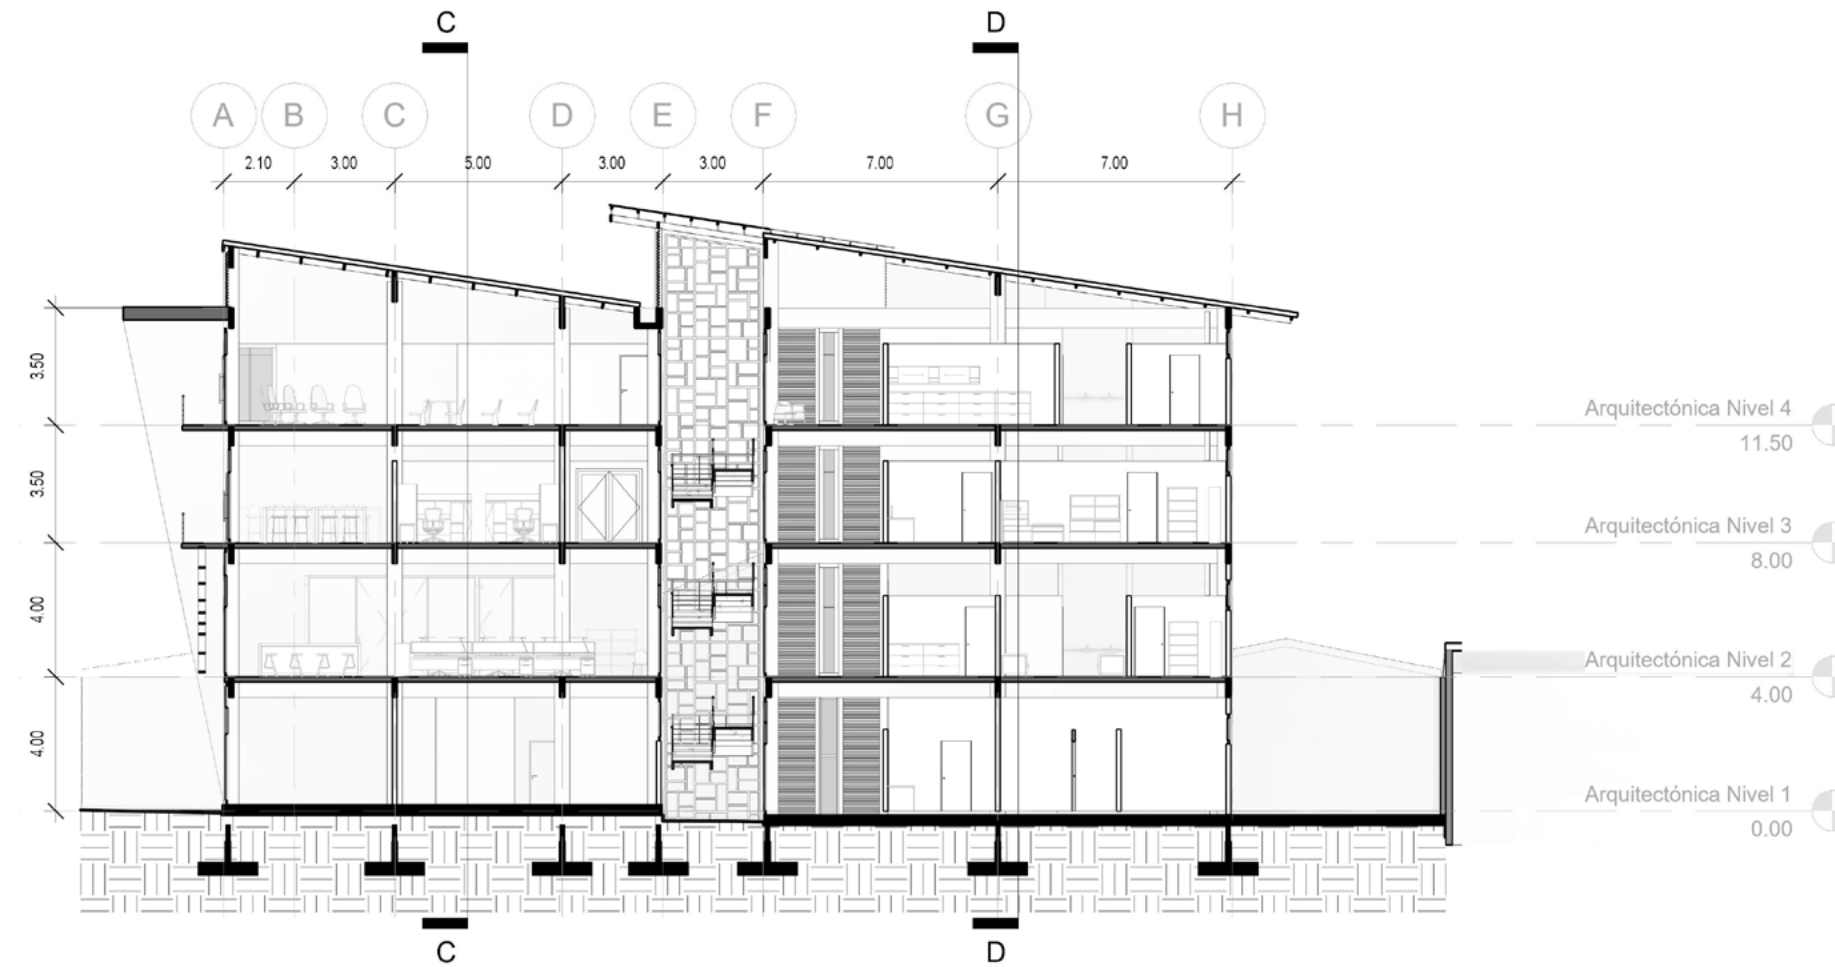 C D
A B C D E F G H
2.10 3.00 5.00 3.00 3.00 7.00 7.00
3.50
Arquitectónica Nivel 4
11.50
3.50
Arquitectónica Nivel 3
8.00
4.00
Arquitectónica Nivel 2
4.00
4.00
Arquitectónica Nivel 1
0.00
C D